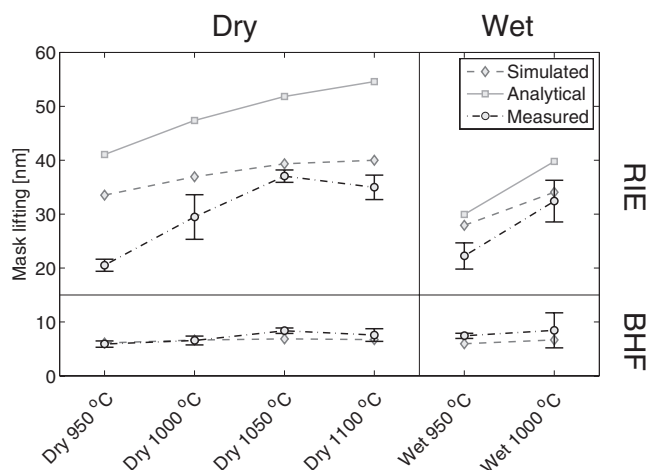 Dry
Wet
60
50
40
30
20
10
0
Mask lifting [nm]
Simulated
Analytical
Measured
RIE
BHF
Dry 950 °C
Dry 1000 °C
Dry 1050 °C
Dry 1100 °C
Wet 950 °C
Wet 1000 °C